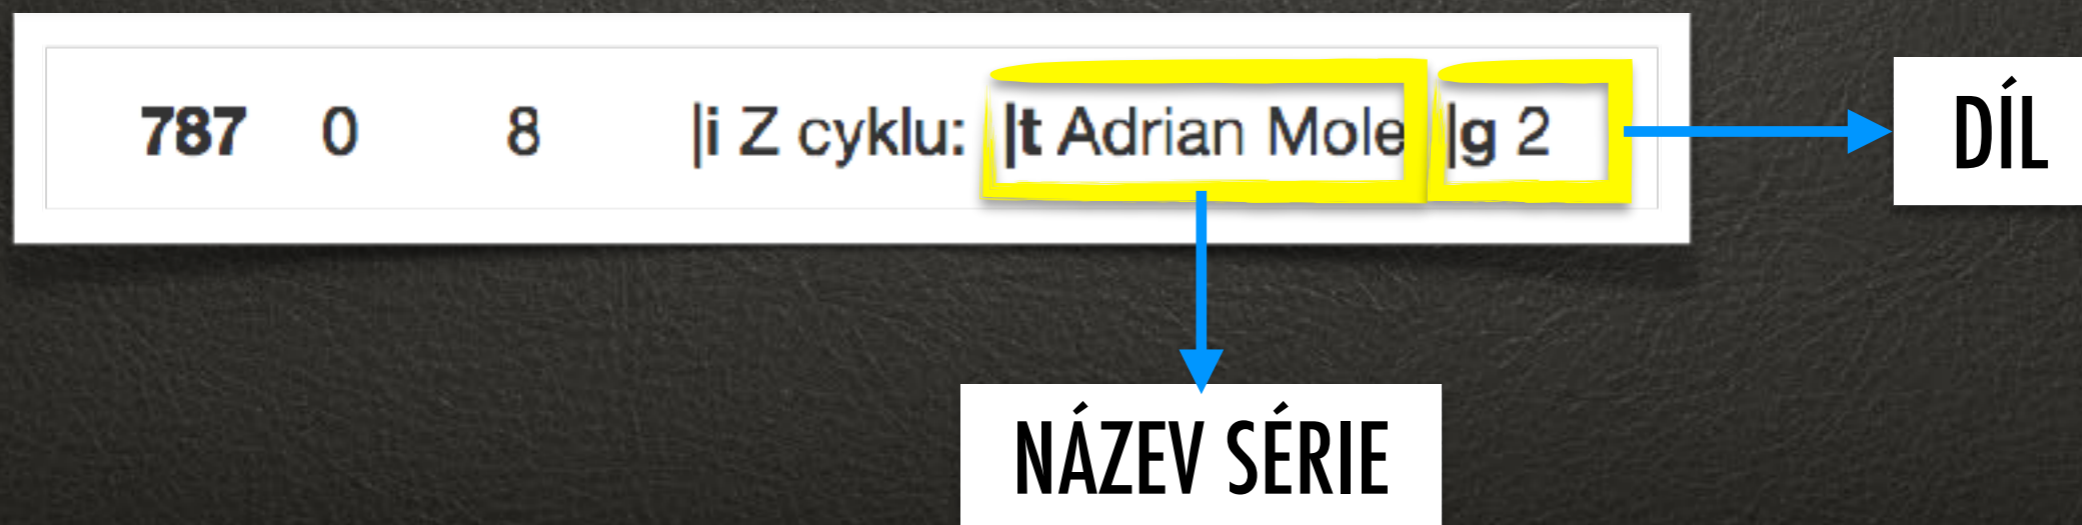 787 0 8 |i Z cyklu: |t Adrian Mole |g 2
DÍL
NÁZEV SÉRIE